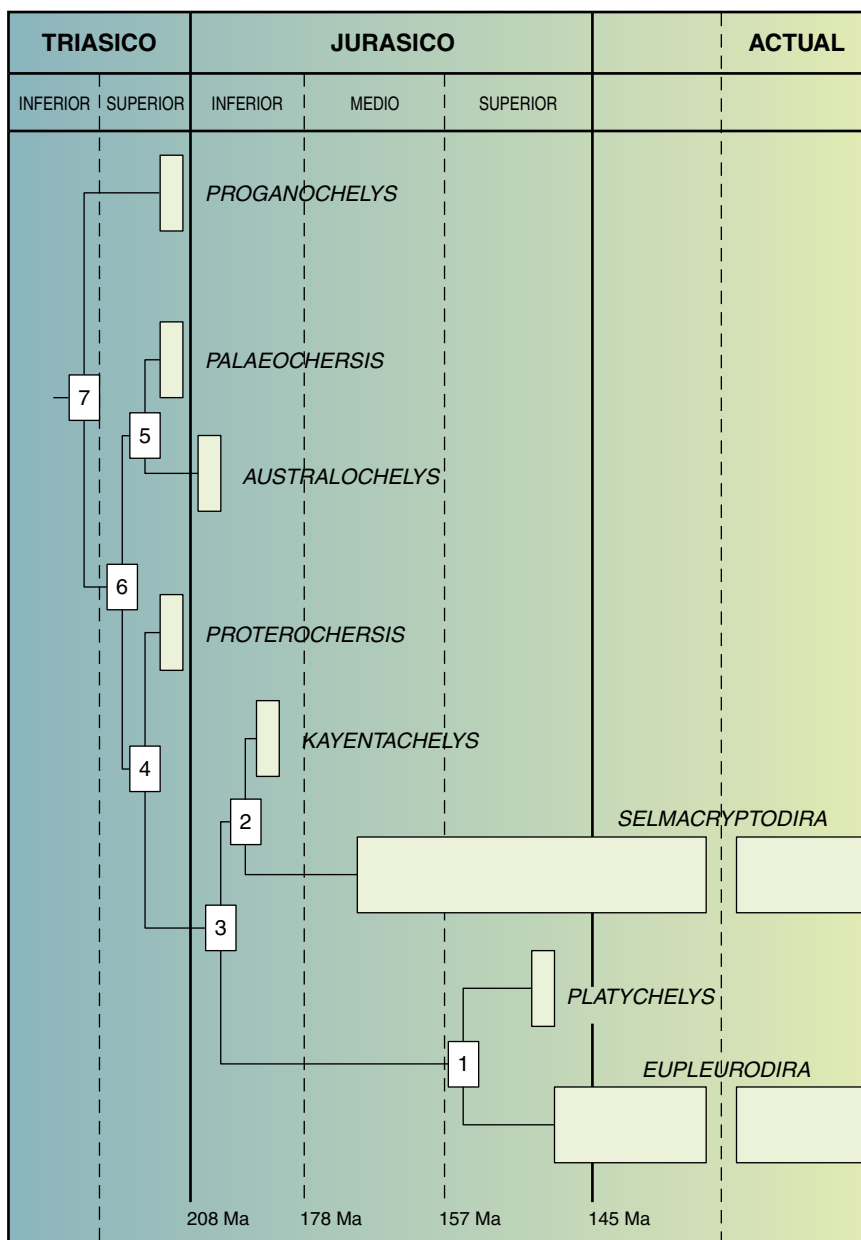 TRIASICO JURASICO ACTUAL
INFERIOR SUPERIOR INFERIOR MEDIO SUPERIOR
PROGANOCHELYS
PALAEOCHERSIS
7
5
AUSTRALOCHELYS
6
PROTEROCHERSIS
KAYENTACHELYS
4
2
SELMACRYPTODIRA
3
PLATYCHELYS
1
EUPLEURODIRA
208 Ma 178 Ma 157 Ma 145 Ma